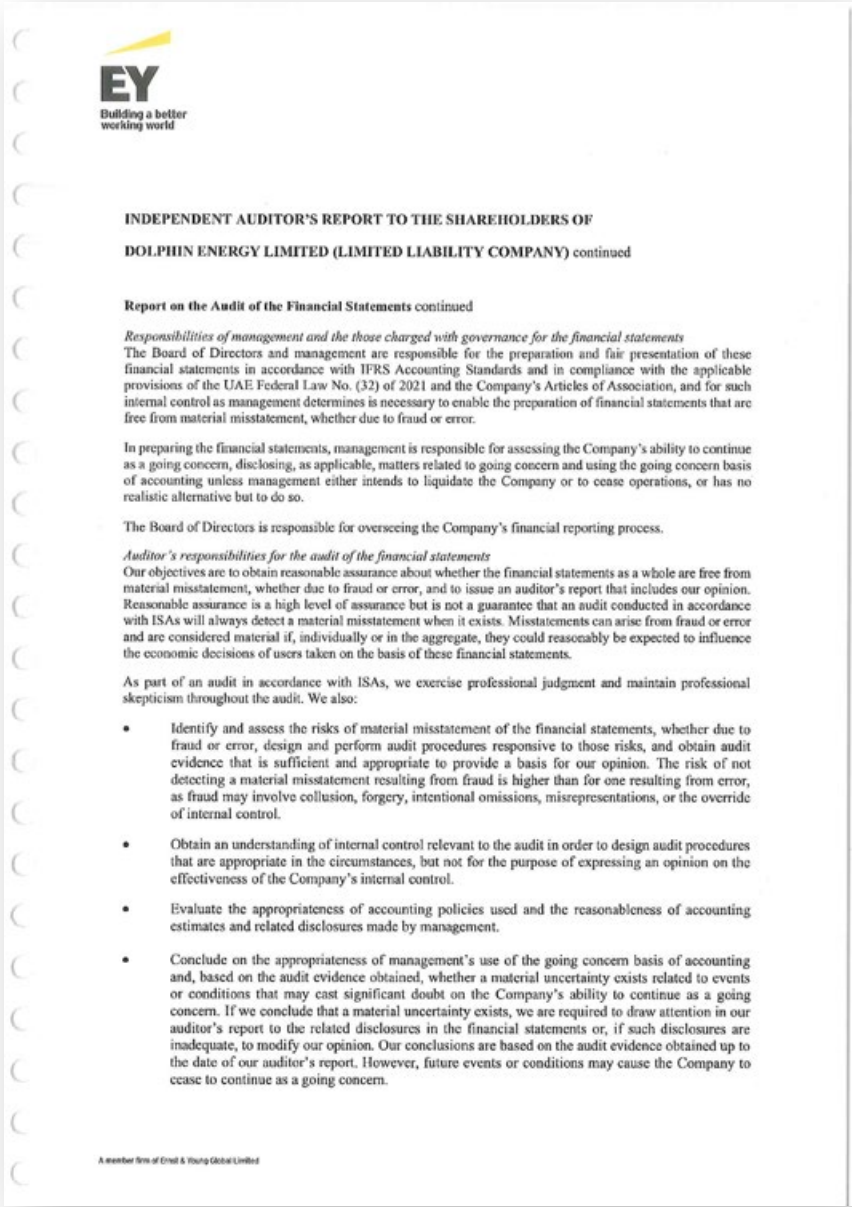 EY
Building a better
working world
INDEPENDENT AUDITOR'S REPORT TO THE SHAREHOLDERS OF
DOLPHIN ENERGY LIMITED (LIMITED LIABILITY COMPANY) continued
Report on the Audit of the Financial Statements continued
Responsibilities of management and the those charged with governance for the financial statements
The Board of Directors and management are responsible for the preparation and fair presentation of these
financial statements in accordance with IFRS Accounting Standards and in compliance with the applicable
provisions of the UAE Federal Law No. (32) of 2021 and the Company's Articles of Association, and for such
internal control as management determines is necessary to enable the preparation of financial statements that are
free from material misstatement, whether due to fraud or error.
In preparing the financial statements, management is responsible for assessing the Company's ability to continue
as a going concern, disclosing, as applicable, matters related to going concern and using the going concern basis
of accounting unless management either intends to liquidate the Company or to cease operations, or has no
realistic alternative but to do so.
The Board of Directors is responsible for overseeing the Company's financial reporting process.
Auditor's responsibilities for the audit of the financial statements
Our objectives are to obtain reasonable assurance about whether the financial statements as a whole are free from
material misstatement, whether due to fraud or error, and to issue an auditor's report that includes our opinion.
Reasonable assurance is a high level of assurance but is not a guarantee that an audit conducted in accordance
with ISAs will always detect a material misstatement when it exists. Misstatements can arise from fraud or error
and are considered material if, individually or in the aggregate, they could reasonably be expected to influence
the economic decisions of users taken on the basis of these financial statements.
As part of an audit in accordance with ISAs, we exercise professional judgment and maintain professional
skepticism throughout the audit. We also:
• Identify and assess the risks of material misstatement of the financial statements, whether due to
fraud or error, design and perform audit procedures responsive to those risks, and obtain audit
evidence that is sufficient and appropriate to provide a basis for our opinion. The risk of not
detecting a material misstatement resulting from fraud is higher than for one resulting from error,
as fraud may involve collusion, forgery, intentional omissions, misrepresentations, or the override
of internal control.
• Obtain an understanding of internal control relevant to the audit in order to design audit procedures
that are appropriate in the circumstances, but not for the purpose of expressing an opinion on the
effectiveness of the Company's internal control.
• Evaluate the appropriateness of accounting policies used and the reasonableness of accounting
estimates and related disclosures made by management.
• Conclude on the appropriateness of management's use of the going concern basis of accounting
and, based on the audit evidence obtained, whether a material uncertainty exists related to events
or conditions that may cast significant doubt on the Company's ability to continue as a going
concern. If we conclude that a material uncertainty exists, we are required to draw attention in our
auditor's report to the related disclosures in the financial statements or, if such disclosures are
inadequate, to modify our opinion. Our conclusions are based on the audit evidence obtained up to
the date of our auditor's report. However, future events or conditions may cause the Company to
cease to continue as a going concern.
A member firm of Ernst & Young Global Limited